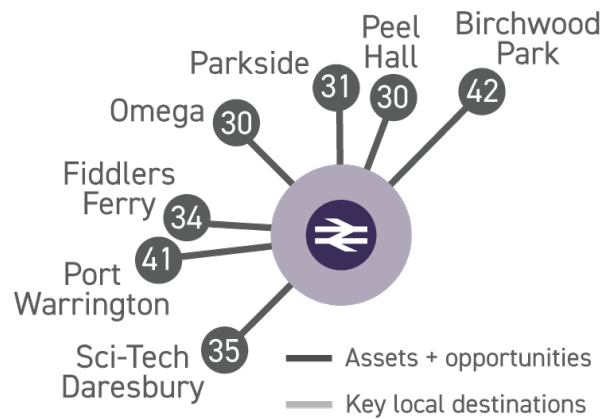 Peel
Hall
Birchwood
Park
Parkside
31
30
42
Omega
30
Fiddlers
Ferry
34
41
Port
Warrington
Sci-Tech
Daresbury
35
Assets + opportunities
Key local destinations